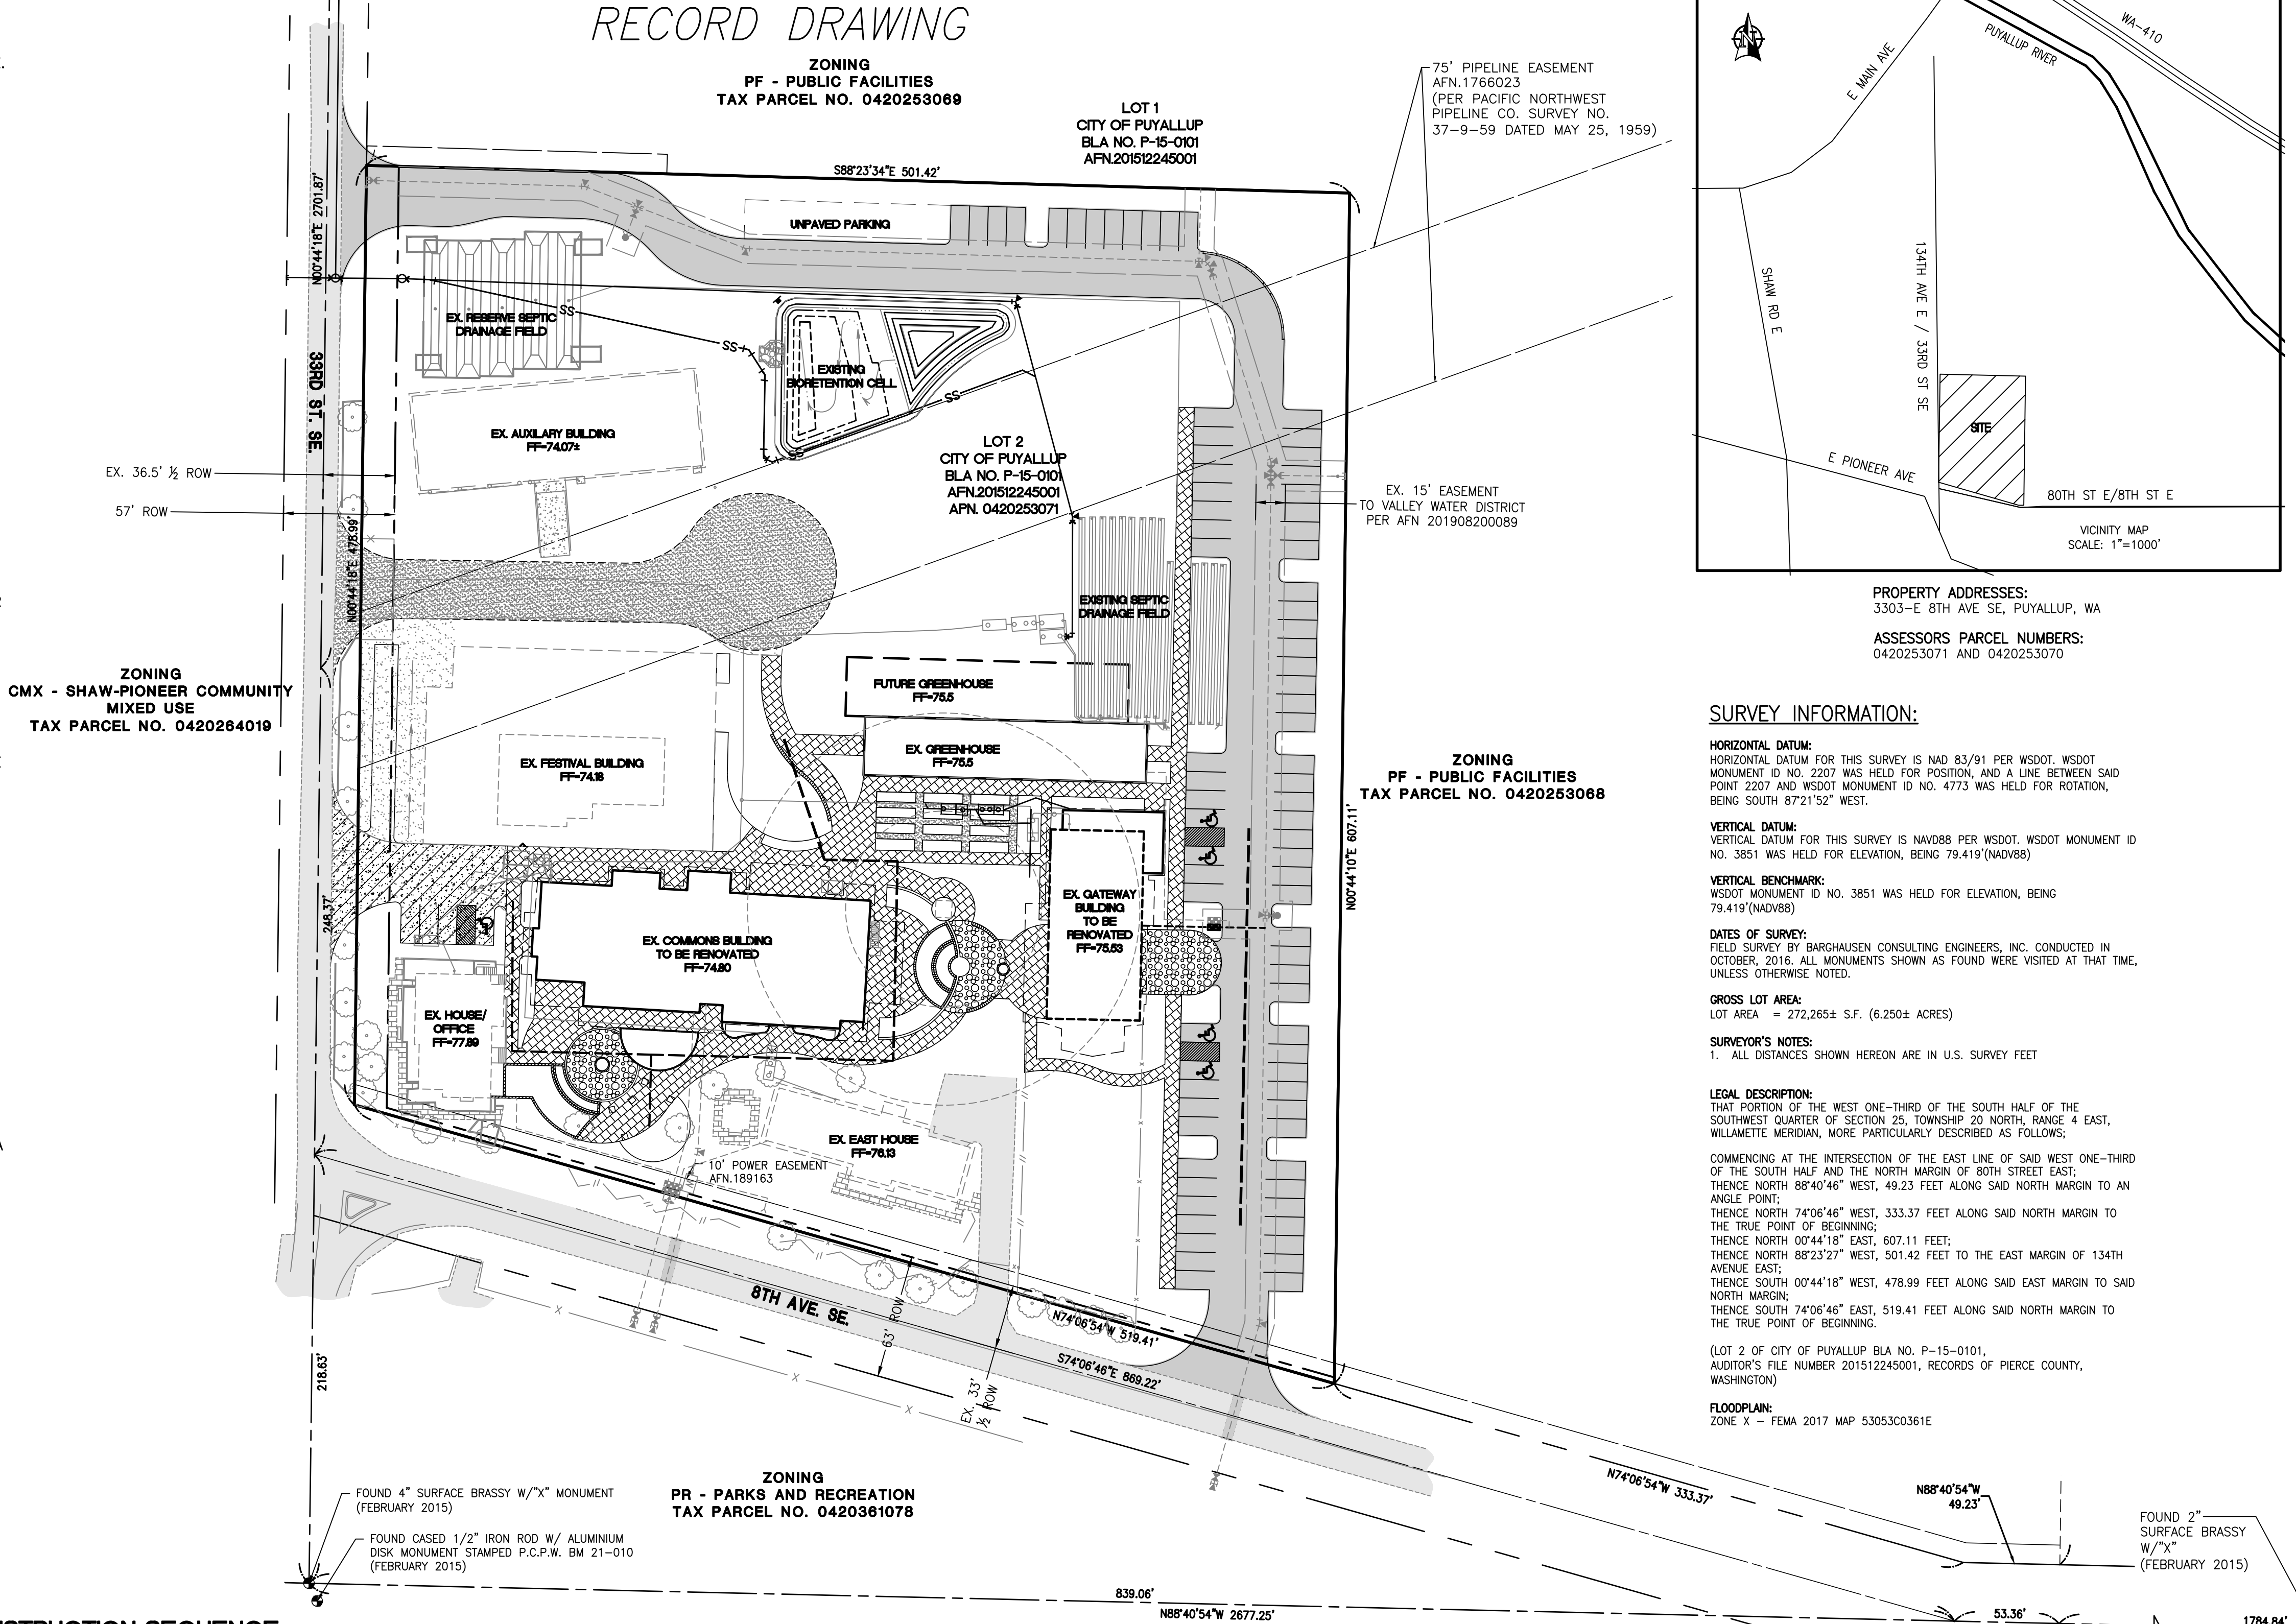 RECORD DRAWING
ZONING
PF - PUBLIC FACILITIES
TAX PARCEL NO. 0420253069
LOT 1
CITY OF PUYALLUP
BLA NO. P-15-0101
AFN.201512245001
75' PIPELINE EASEMENT
AFN.1766023
(PER PACIFIC NORTHWEST
PIPELINE CO. SURVEY NO.
37-9-59 DATED MAY 25, 1959)
S88°23'34"E 501.42'
N00°44'18"E 2701.87'
UNPAVED PARKING
EX. RESERVE SEPTIC
DRAINAGE FIELD
SS
SS
SS
SS
EXISTING
BIORETENTION CELL
33RD ST. SE.
EX. AUXILARY BUILDING
FF=74.07±
LOT 2
CITY OF PUYALLUP
BLA NO. P-15-0101
AFN.201512245001
APN. 0420253071
EX. 36.5' ½ ROW
57' ROW
N00°44'18"E 478.99'
EX. 15' EASEMENT
TO VALLEY WATER DISTRICT
PER AFN 201908200089
EXISTING SEPTIC
DRAINAGE FIELD
ZONING
CMX - SHAW-PIONEER COMMUNITY
MIXED USE
TAX PARCEL NO. 0420264019
FUTURE GREENHOUSE
FF=75.5
EX. GREENHOUSE
FF=75.5
EX. FESTIVAL BUILDING
FF=74.18
ZONING
PF - PUBLIC FACILITIES
TAX PARCEL NO. 0420253068
N00°44'10"E 607.11'
248.37'
EX. GATEWAY
BUILDING
TO BE
RENOVATED
FF=75.53
EX. COMMONS BUILDING
TO BE RENOVATED
FF=74.80
EX. HOUSE/
OFFICE
FF=77.89
EX. EAST HOUSE
FF=76.13
10' POWER EASEMENT
AFN.189163
8TH AVE. SE.
63' ROW
EX. 33'
½ ROW
N74°06'54"W 519.41'
S74°06'46"E 869.22'
218.63'
ZONING
PR - PARKS AND RECREATION
TAX PARCEL NO. 0420361078
FOUND 4" SURFACE BRASSY W/"X" MONUMENT
(FEBRUARY 2015)
FOUND CASED 1/2" IRON ROD W/ ALUMINIUM
DISK MONUMENT STAMPED P.C.P.W. BM 21-010
(FEBRUARY 2015)
839.06'
N88°40'54"W 2677.25'
N74°06'54"W 333.37'
N88°40'54"W
49.23'
FOUND 2"
SURFACE BRASSY
W/"X"
(FEBRUARY 2015)
53.36'
1784.84'
WA-410
PUYALLUP RIVER
E MAIN AVE
SHAW RD E
134TH AVE E / 33RD ST SE
SITE
E PIONEER AVE
80TH ST E/8TH ST E
VICINITY MAP
SCALE: 1"=1000'
PROPERTY ADDRESSES:
3303-E 8TH AVE SE, PUYALLUP, WA
ASSESSORS PARCEL NUMBERS:
0420253071 AND 0420253070
SURVEY INFORMATION:
HORIZONTAL DATUM:
HORIZONTAL DATUM FOR THIS SURVEY IS NAD 83/91 PER WSDOT. WSDOT
MONUMENT ID NO. 2207 WAS HELD FOR POSITION, AND A LINE BETWEEN SAID
POINT 2207 AND WSDOT MONUMENT ID NO. 4773 WAS HELD FOR ROTATION,
BEING SOUTH 87°21'52" WEST.
VERTICAL DATUM:
VERTICAL DATUM FOR THIS SURVEY IS NAVD88 PER WSDOT. WSDOT MONUMENT ID
NO. 3851 WAS HELD FOR ELEVATION, BEING 79.419'(NADV88)
VERTICAL BENCHMARK:
WSDOT MONUMENT ID NO. 3851 WAS HELD FOR ELEVATION, BEING
79.419'(NADV88)
DATES OF SURVEY:
FIELD SURVEY BY BARGHAUSEN CONSULTING ENGINEERS, INC. CONDUCTED IN
OCTOBER, 2016. ALL MONUMENTS SHOWN AS FOUND WERE VISITED AT THAT TIME,
UNLESS OTHERWISE NOTED.
GROSS LOT AREA:
LOT AREA = 272,265± S.F. (6.250± ACRES)
SURVEYOR'S NOTES:
1. ALL DISTANCES SHOWN HEREON ARE IN U.S. SURVEY FEET
LEGAL DESCRIPTION:
THAT PORTION OF THE WEST ONE-THIRD OF THE SOUTH HALF OF THE
SOUTHWEST QUARTER OF SECTION 25, TOWNSHIP 20 NORTH, RANGE 4 EAST,
WILLAMETTE MERIDIAN, MORE PARTICULARLY DESCRIBED AS FOLLOWS;
COMMENCING AT THE INTERSECTION OF THE EAST LINE OF SAID WEST ONE-THIRD
OF THE SOUTH HALF AND THE NORTH MARGIN OF 80TH STREET EAST;
THENCE NORTH 88°40'46" WEST, 49.23 FEET ALONG SAID NORTH MARGIN TO AN
ANGLE POINT;
THENCE NORTH 74°06'46" WEST, 333.37 FEET ALONG SAID NORTH MARGIN TO
THE TRUE POINT OF BEGINNING;
THENCE NORTH 00°44'18" EAST, 607.11 FEET;
THENCE NORTH 88°23'27" WEST, 501.42 FEET TO THE EAST MARGIN OF 134TH
AVENUE EAST;
THENCE SOUTH 00°44'18" WEST, 478.99 FEET ALONG SAID EAST MARGIN TO SAID
NORTH MARGIN;
THENCE SOUTH 74°06'46" EAST, 519.41 FEET ALONG SAID NORTH MARGIN TO
THE TRUE POINT OF BEGINNING.
(LOT 2 OF CITY OF PUYALLUP BLA NO. P-15-0101,
AUDITOR'S FILE NUMBER 201512245001, RECORDS OF PIERCE COUNTY,
WASHINGTON)
FLOODPLAIN:
ZONE X - FEMA 2017 MAP 53053C0361E